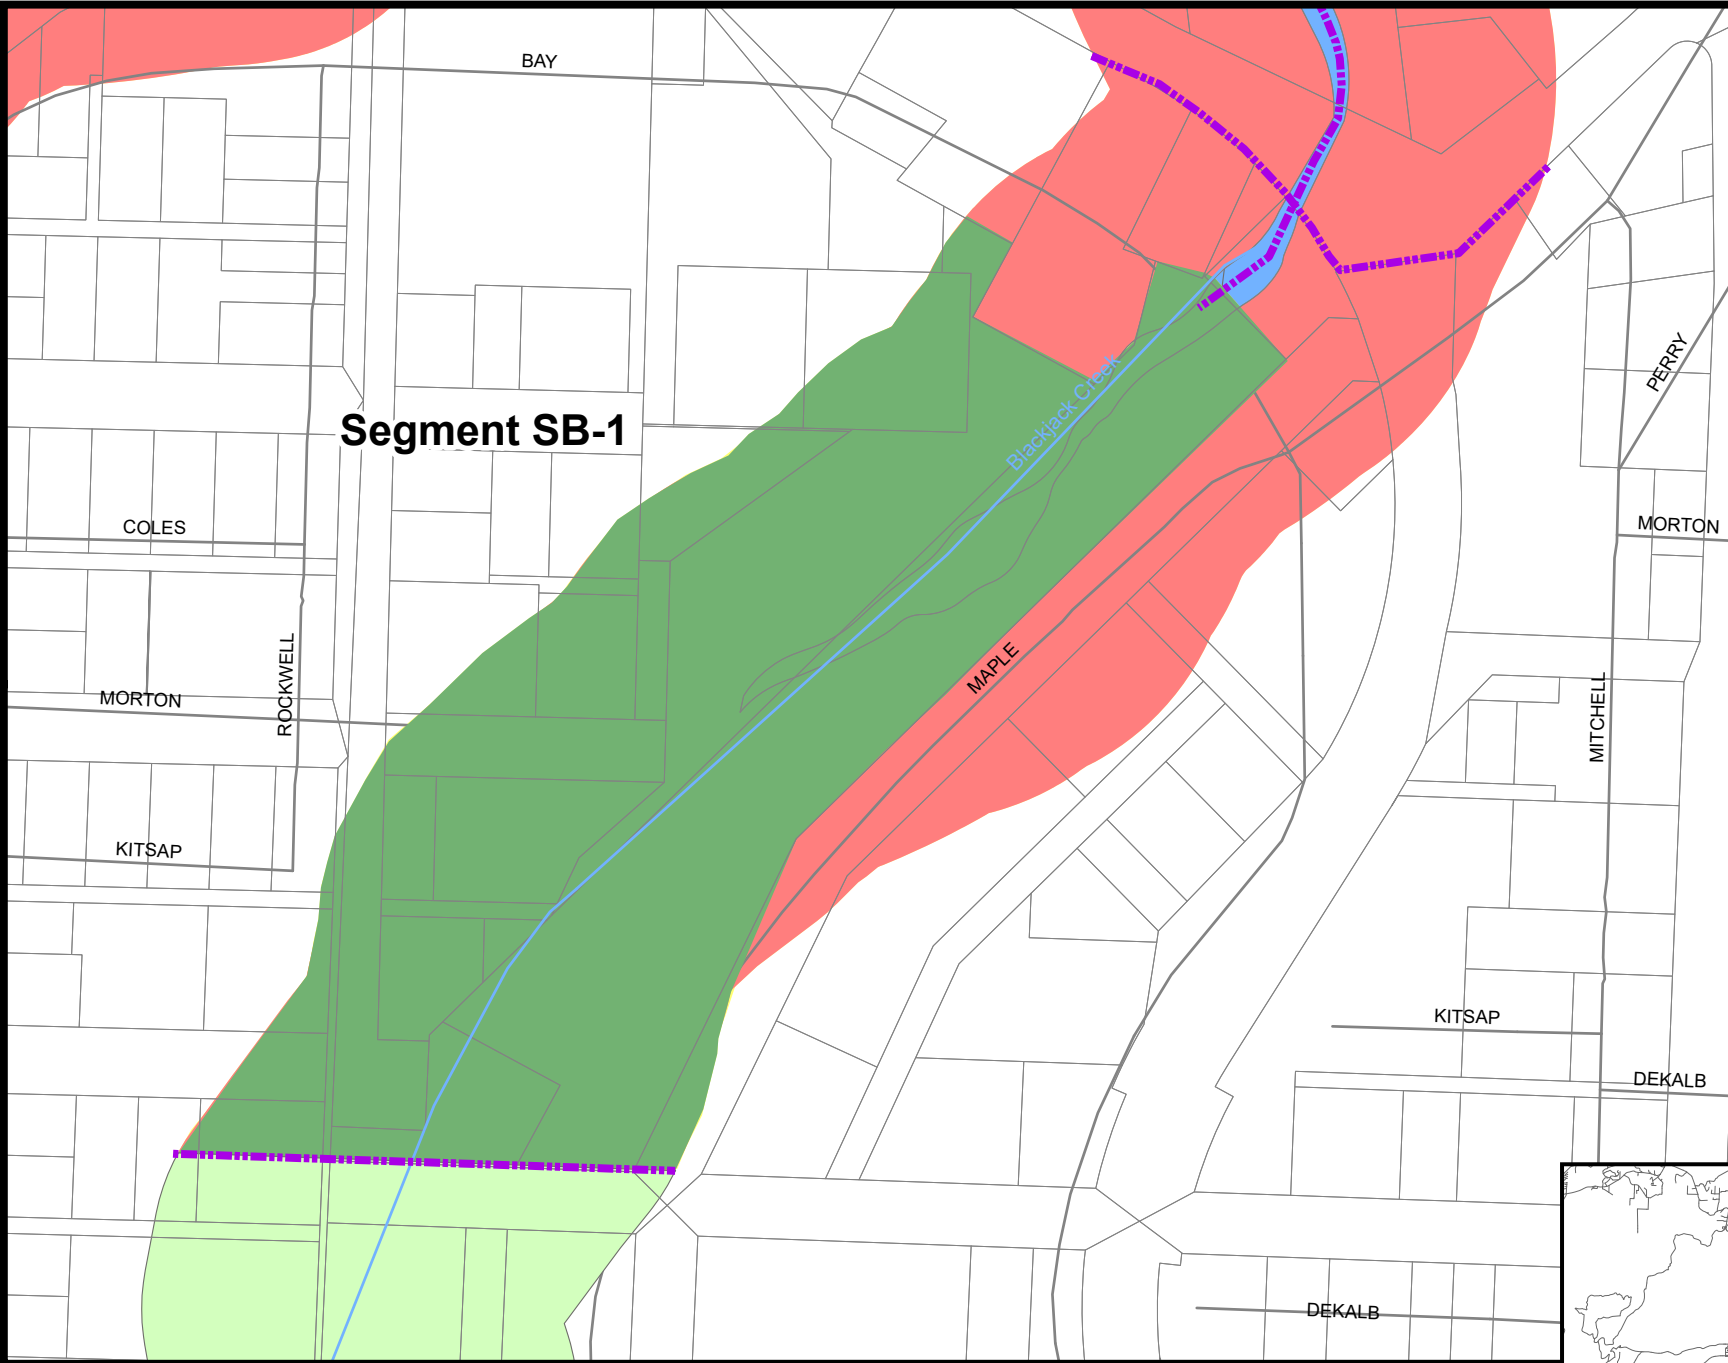 BAY
PERRY
Segment SB-1
Blackjack Creek
COLES
MORTON
ROCKWELL
MAPLE
MORTON
MITCHELL
KITSAP
KITSAP
DEKALB
DEKALB